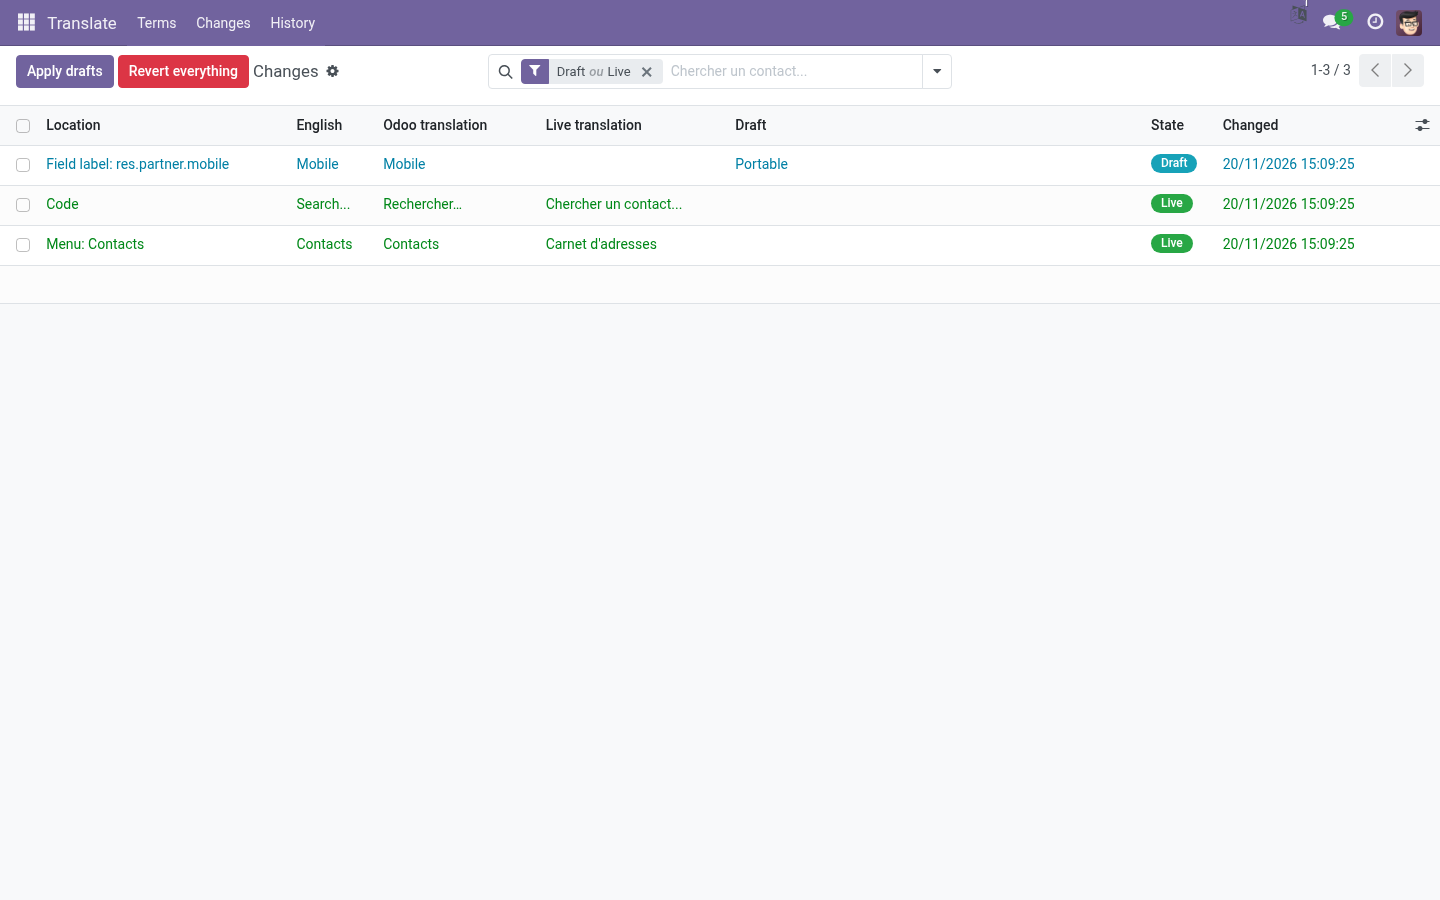 Translate Terms Changes History 5
Apply drafts Revert everything Changes Draft ou Live Chercher un contact... 1-3 / 3
Location English Odoo translation Live translation Draft State Changed
Field label: res.partner.mobile Mobile Mobile Portable Draft 20/11/2026 15:09:25
Code Search... Rechercher... Chercher un contact... Live 20/11/2026 15:09:25
Menu: Contacts Contacts Contacts Carnet d'adresses Live 20/11/2026 15:09:25